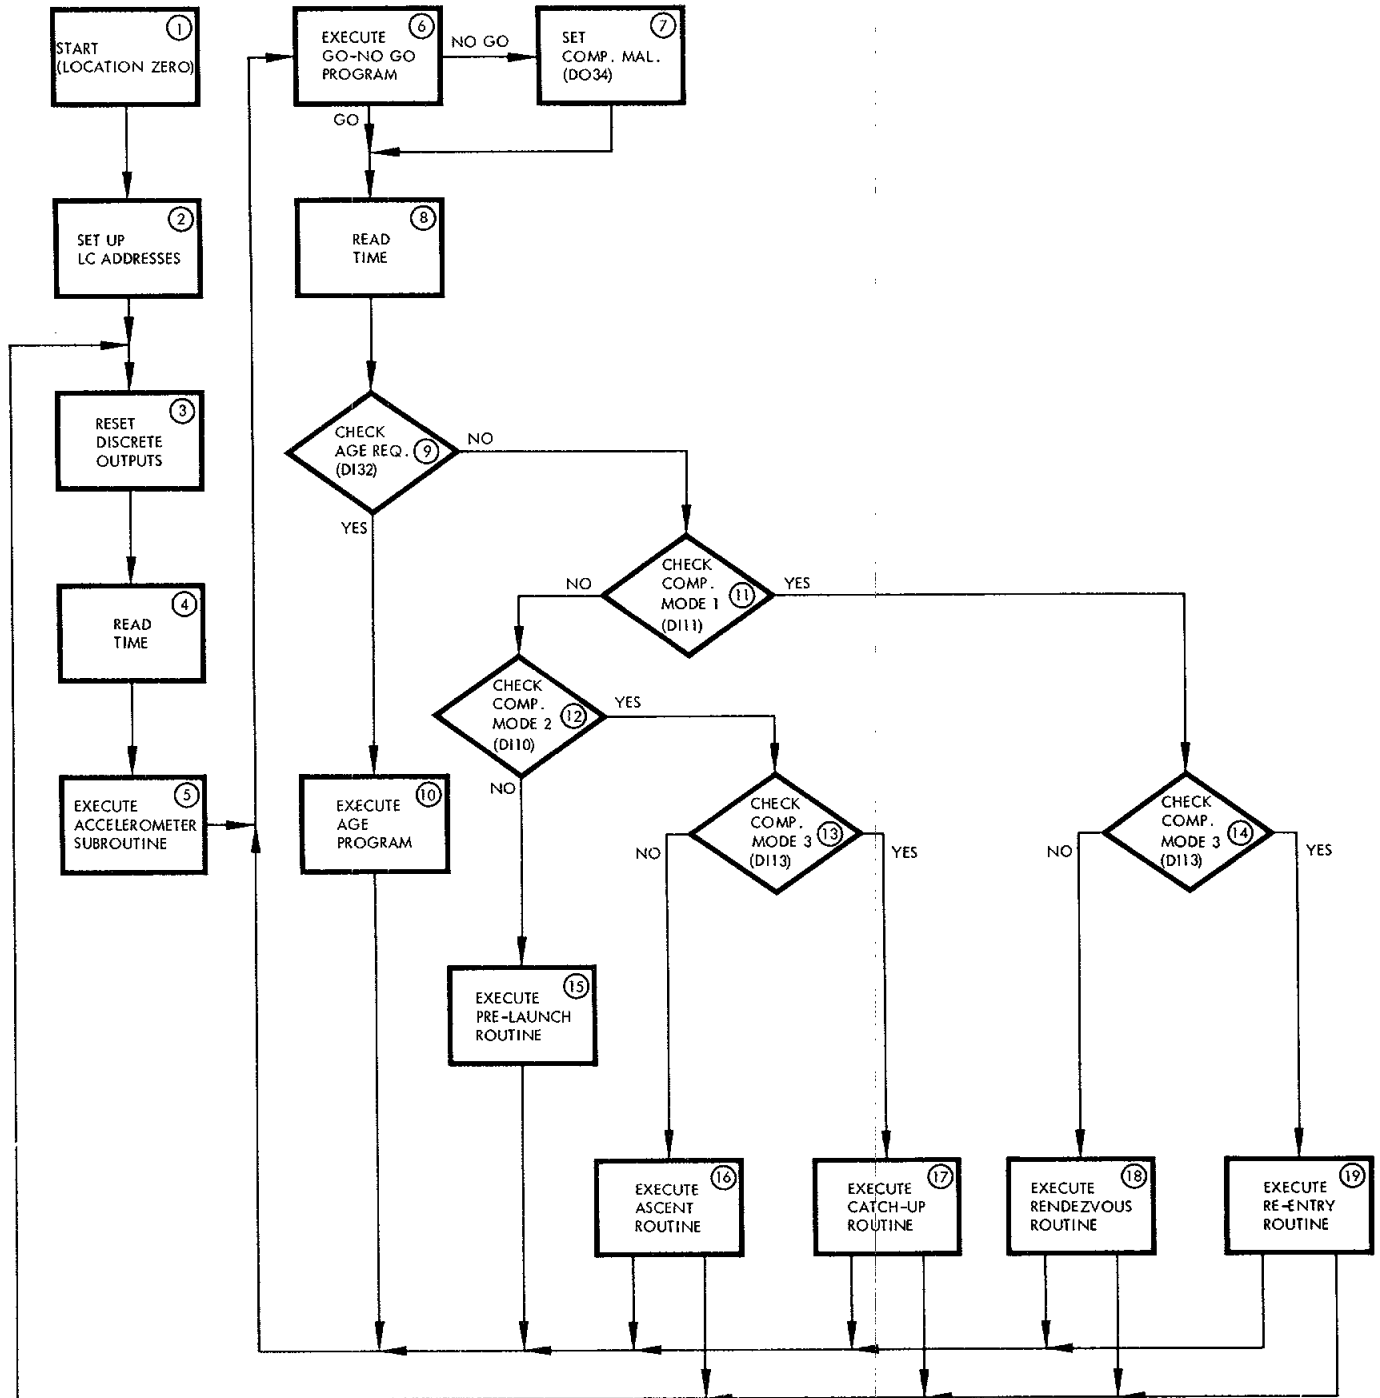 1
START
(LOCATION ZERO)
2
SET UP
LC ADDRESSES
3
RESET
DISCRETE
OUTPUTS
4
READ
TIME
5
EXECUTE
ACCELEROMETER
SUBROUTINE
6
EXECUTE
GO-NO GO
PROGRAM
NO GO
GO
7
SET
COMP. MAL.
(DO34)
8
READ
TIME
CHECK
AGE REQ. 9
(DI32)
NO
YES
10
EXECUTE
AGE
PROGRAM
CHECK
COMP.
MODE 1 11
(DI11)
NO
YES
CHECK
COMP.
MODE 2 12
(DI10)
YES
NO
CHECK
COMP.
MODE 3 13
(DI13)
NO
YES
CHECK
COMP.
MODE 3 14
(DI13)
NO
YES
15
EXECUTE
PRE-LAUNCH
ROUTINE
16
EXECUTE
ASCENT
ROUTINE
17
EXECUTE
CATCH-UP
ROUTINE
18
EXECUTE
RENDEZVOUS
ROUTINE
19
EXECUTE
RE-ENTRY
ROUTINE